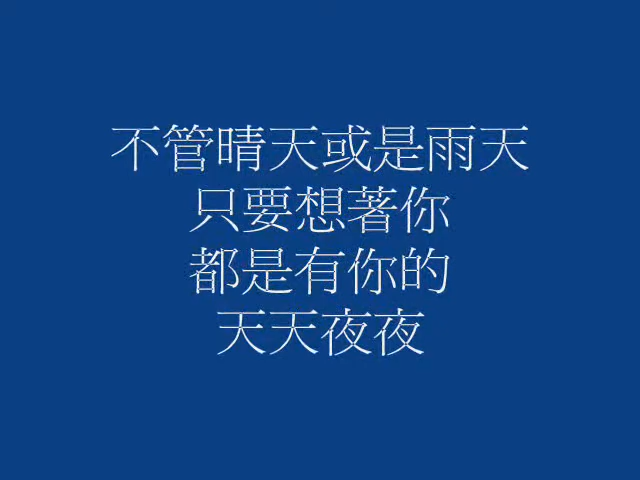 不管晴天或是雨天
只要想著你
都是有你的
天天夜夜